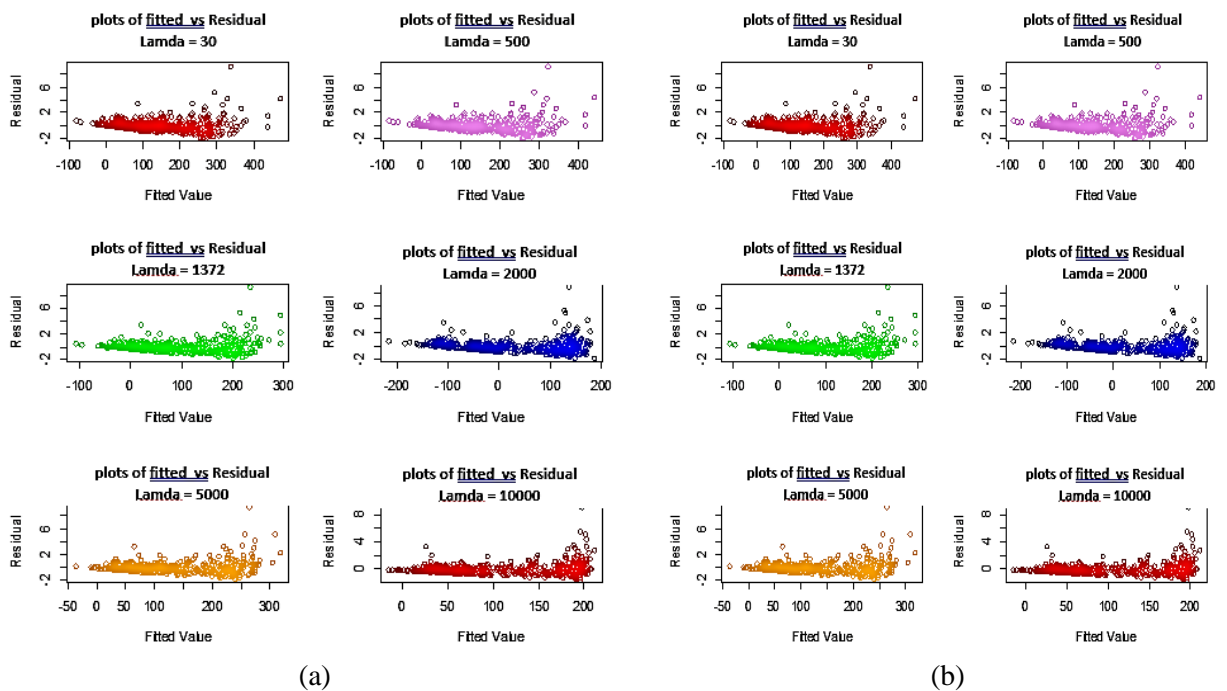 plots of fitted vs Residual
Lamda = 30
Residual
6
2
-2
-100 0 100 200 300 400
Fitted Value
plots of fitted vs Residual
Lamda = 500
Residual
6
2
-2
-100 0 100 200 300 400
Fitted Value
plots of fitted vs Residual
Lamda = 1372
Residual
6
2
-2
-100 0 100 200 300
Fitted Value
plots of fitted vs Residual
Lamda = 2000
Residual
6
2
-2
-200 -100 0 100 200
Fitted Value
plots of fitted vs Residual
Lamda = 5000
Residual
6
2
-2
-50 0 50 100 200 300
Fitted Value
plots of fitted vs Residual
Lamda = 10000
Residual
8
4
0
0 50 100 150 200
Fitted Value
(a)
plots of fitted vs Residual
Lamda = 30
Residual
6
2
-2
-100 0 100 200 300 400
Fitted Value
plots of fitted vs Residual
Lamda = 500
Residual
6
2
-2
-100 0 100 200 300 400
Fitted Value
plots of fitted vs Residual
Lamda = 1372
Residual
6
2
-2
-100 0 100 200 300
Fitted Value
plots of fitted vs Residual
Lamda = 2000
Residual
6
2
-2
-200 -100 0 100 200
Fitted Value
plots of fitted vs Residual
Lamda = 5000
Residual
6
2
-2
-50 0 50 100 200 300
Fitted Value
plots of fitted vs Residual
Lamda = 10000
Residual
8
4
0
0 50 100 150 200
Fitted Value
(b)